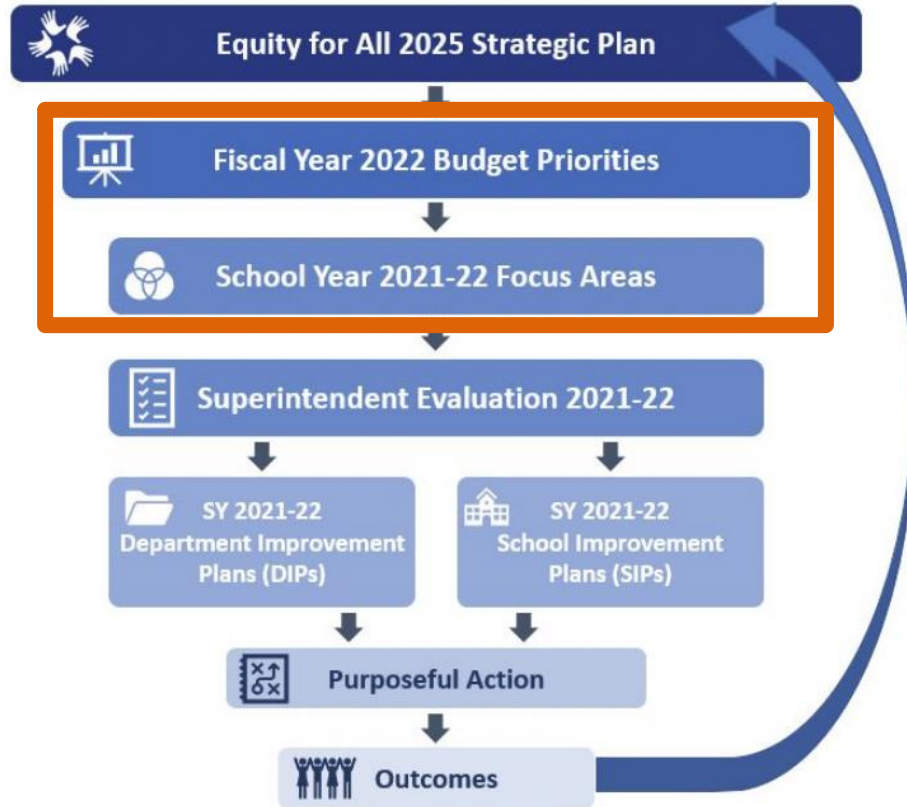 Equity for All 2025 Strategic Plan
Fiscal Year 2022 Budget Priorities
School Year 2021-22 Focus Areas
Superintendent Evaluation 2021-22
SY 2021-22
Department Improvement
Plans (DIPs)
SY 2021-22
School Improvement
Plans (SIPs)
Purposeful Action
Outcomes